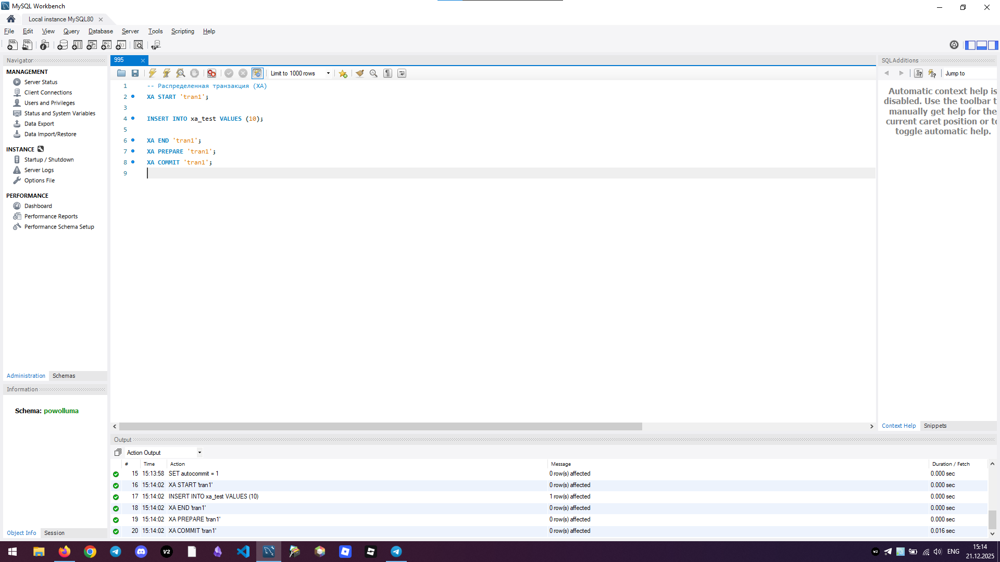 MySQL Workbench
Local instance MySQL80
File Edit View Query Database Server Tools Scripting Help
Navigator
MANAGEMENT
Server Status
Client Connections
Users and Privileges
Status and System Variables
Data Export
Data Import/Restore
INSTANCE
Startup / Shutdown
Server Logs
Options File
PERFORMANCE
Dashboard
Performance Reports
Performance Schema Setup
Administration Schemas
Information
Schema: powolluma
Object Info Session
995
Limit to 1000 rows
1 -- Распределенная транзакция (XA)
2 XA START 'tran1';
3
4 INSERT INTO xa_test VALUES (10);
5
6 XA END 'tran1';
7 XA PREPARE 'tran1';
8 XA COMMIT 'tran1';
9
SQLAdditions
Jump to
Automatic context help is
disabled. Use the toolbar t
manually get help for the
current caret position or to
toggle automatic help.
Context Help Snippets
Output
Action Output
# Time Action Message Duration / Fetch
15 15:13:58 SET autocommit = 1 0 row(s) affected 0.000 sec
16 15:14:02 XA START 'tran1' 0 row(s) affected 0.000 sec
17 15:14:02 INSERT INTO xa_test VALUES (10) 1 row(s) affected 0.000 sec
18 15:14:02 XA END 'tran1' 0 row(s) affected 0.000 sec
19 15:14:02 XA PREPARE 'tran1' 0 row(s) affected 0.000 sec
20 15:14:02 XA COMMIT 'tran1' 0 row(s) affected 0.016 sec
ENG
15:14
21.12.2025